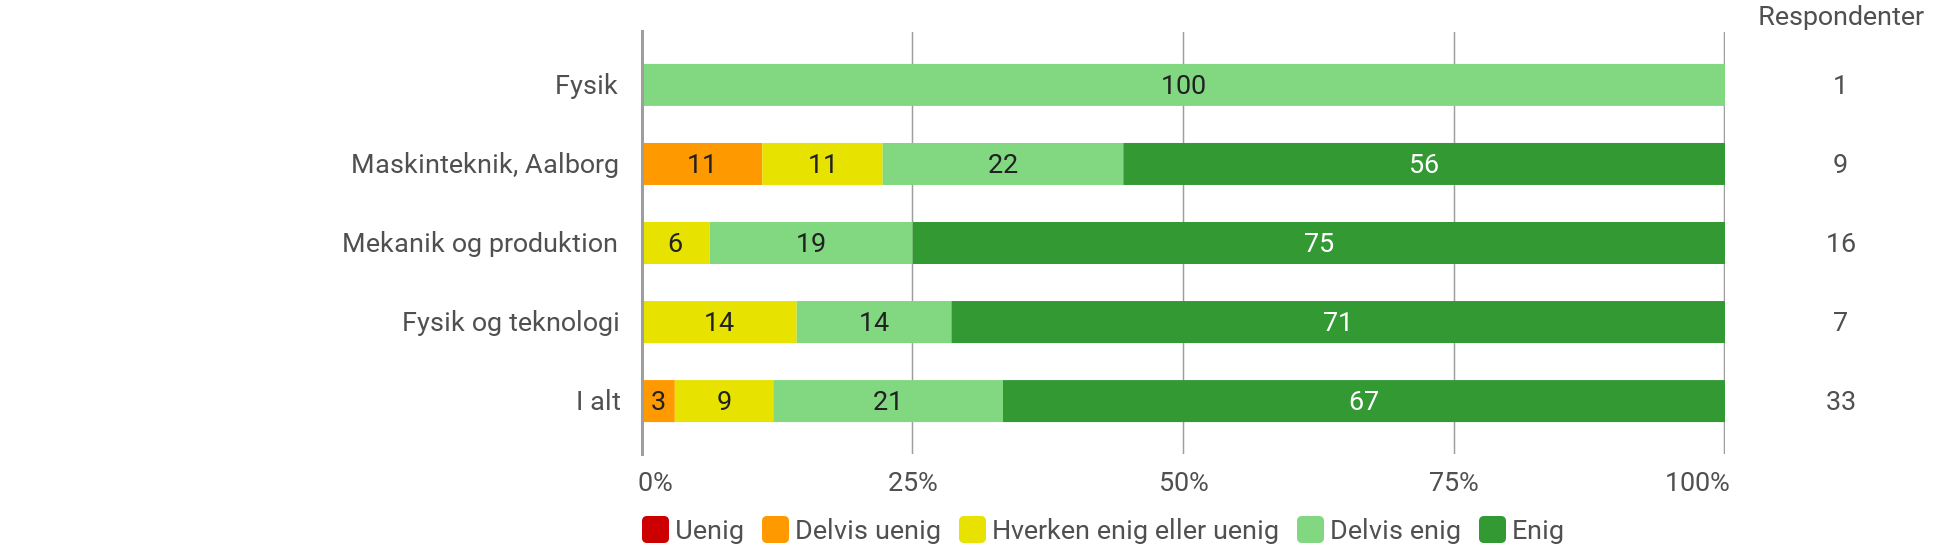 Respondenter
Fysik 100 1
Maskinteknik, Aalborg 11 11 22 56 9
Mekanik og produktion 6 19 75 16
Fysik og teknologi 14 14 71 7
I alt 3 9 21 67 33
0% 25% 50% 75% 100%
Uenig Delvis uenig Hverken enig eller uenig Delvis enig Enig